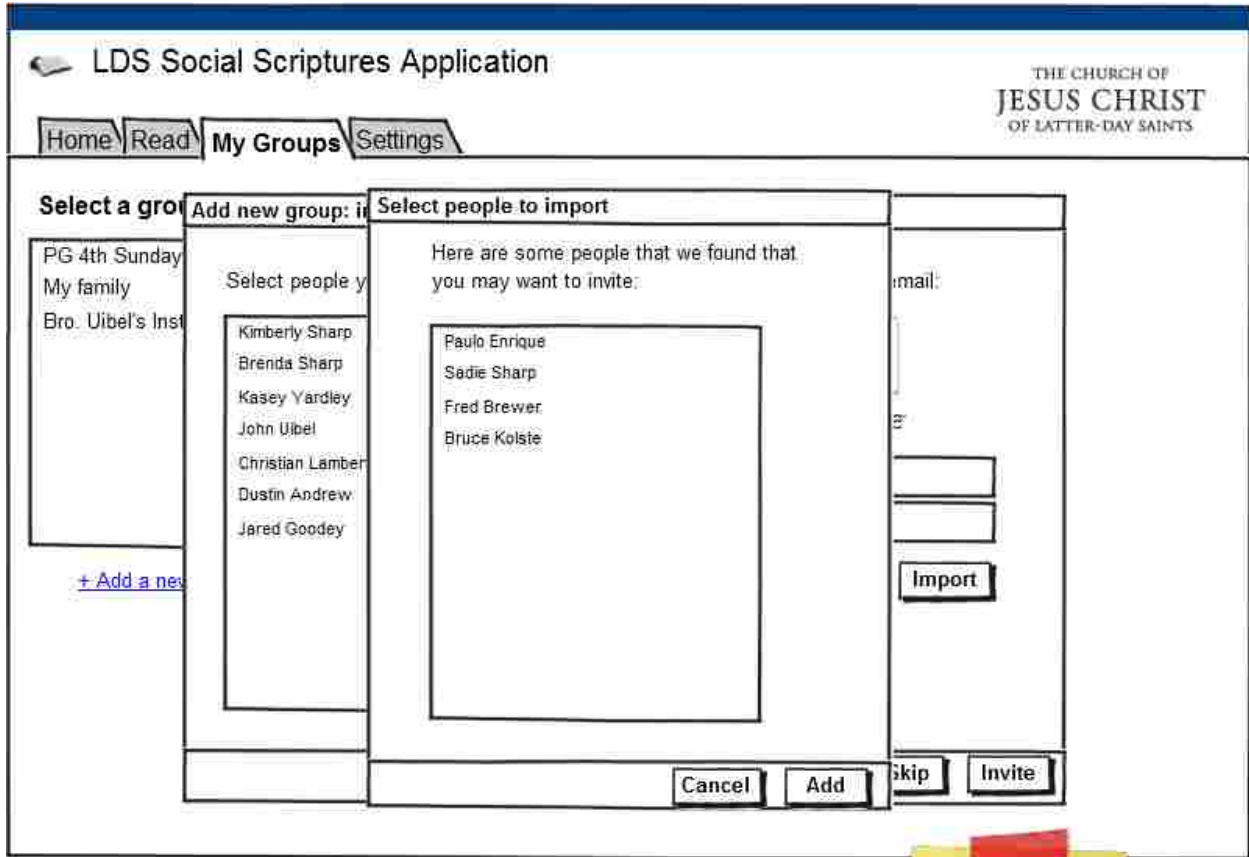 LDS Social Scriptures Application
THE CHURCH OF
JESUS CHRIST
OF LATTER-DAY SAINTS
Home Read My Groups Settings
Select a grou
PG 4th Sunday
My family
Bro. Uibel's Inst
+ Add a new
Add new group: i
Select people y
Kimberly Sharp
Brenda Sharp
Kasey Yardley
John Uibel
Christian Lamber
Dustin Andrew
Jared Goodey
Select people to import
Here are some people that we found that
you may want to invite:
Paulo Enrique
Sadie Sharp
Fred Brewer
Bruce Kolste
Cancel Add
email:
Import
Skip Invite